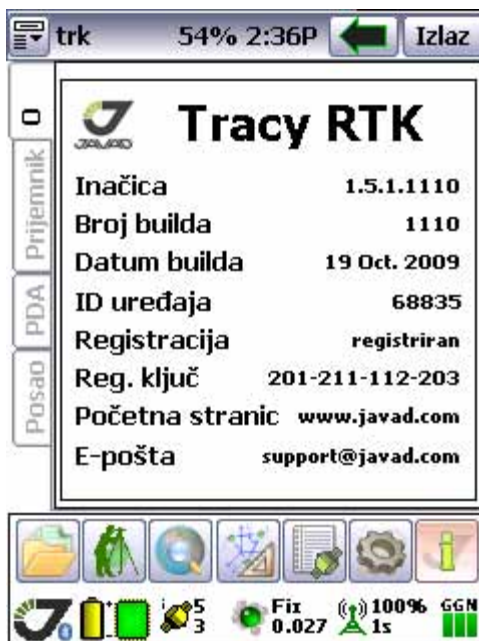 trk 54% 2:36P Izlaz
O
Prijemnik
PDA
Posao
JAVAD
Tracy RTK
Inačica 1.5.1.1110
Broj builda 1110
Datum builda 19 Oct. 2009
ID uređaja 68835
Registracija registriran
Reg. ključ 201-211-112-203
Početna stranic www.javad.com
E-pošta support@javad.com
5
3
Fix
0.027
100%
1s
GGN